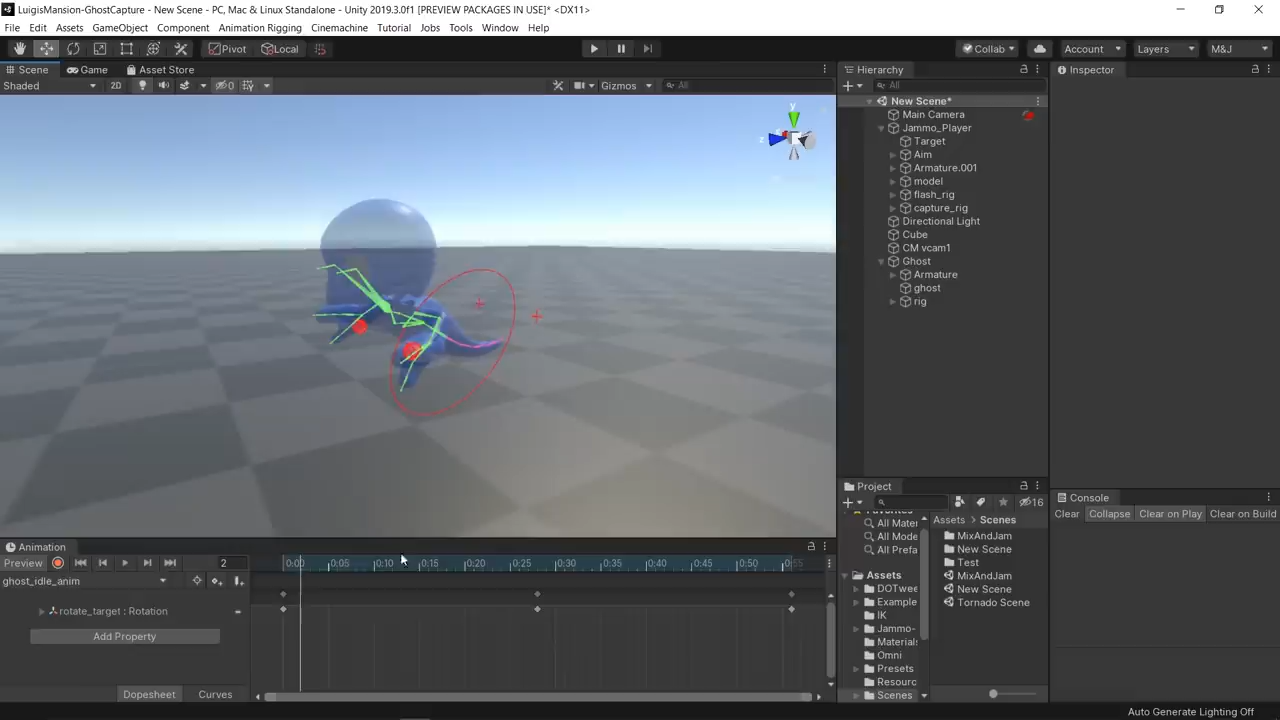 LuigisMansion-GhostCapture - New Scene - PC, Mac & Linux Standalone - Unity 2019.3.0f1 [PREVIEW PACKAGES IN USE]* <DX11>
File Edit Assets GameObject Component Animation Rigging Cinemachine Tutorial Jobs Tools Window Help
Pivot Local Collab Account Layers M&J
Scene Game Asset Store
Shaded 2D 0 Gizmos All
y
z
Hierarchy
All
New Scene*
Main Camera
Jammo_Player
Target
Aim
Armature.001
model
flash_rig
capture_rig
Directional Light
Cube
CM vcam1
Ghost
Armature
ghost
rig
Inspector
Project
16
Favorites
All Mater
All Mode
All Prefa
Assets
DOTwee
Example
IK
Jammo-
Material
Omni
Presets
Resourc
Scenes
Assets > Scenes
MixAndJam
New Scene
Test
MixAndJam
New Scene
Tornado Scene
Console
Clear Collapse Clear on Play Clear on Build
Animation
Preview 2
0:00 0:05 0:10 0:15 0:20 0:25 0:30 0:35 0:40 0:45 0:50 0:55
ghost_idle_anim
rotate_target : Rotation
Add Property
Dopesheet Curves
Auto Generate Lighting Off